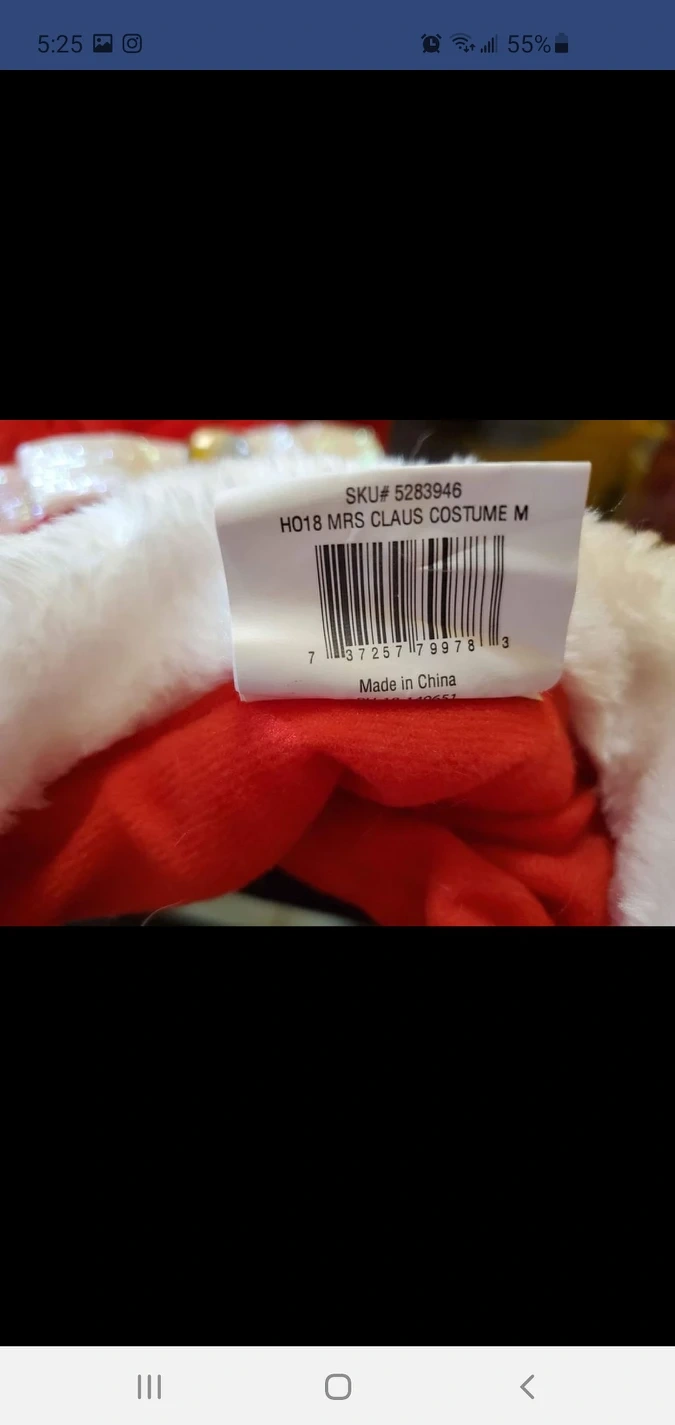 5:25 55%
SKU# 5283946
HO18 MRS CLAUS COSTUME M
7 37257 79978 3
Made in China